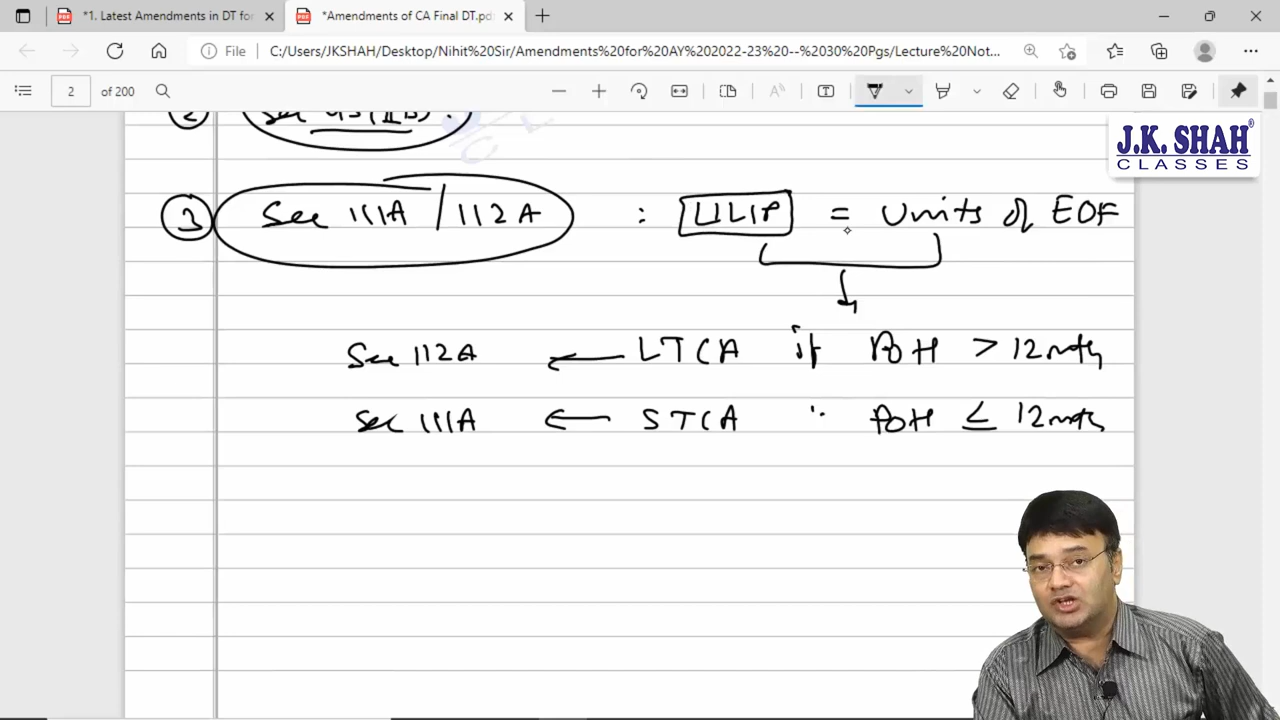 *1. Latest Amendments in DT for
*Amendments of CA Final DT.pd
File C:/Users/JKSHAH/Desktop/Nihit%20Sir/Amendments%20for%20AY%202022-23%20--%2030%20Pgs/Lecture%20Not...
2 of 200
J.K. SHAH®
CLASSES
③ Sec 111A / 112A : ULIP = Units of EOF
Sec 112A ← LTCA if POH > 12 mths
Sec 111A ← STCA " POH ≤ 12 mths